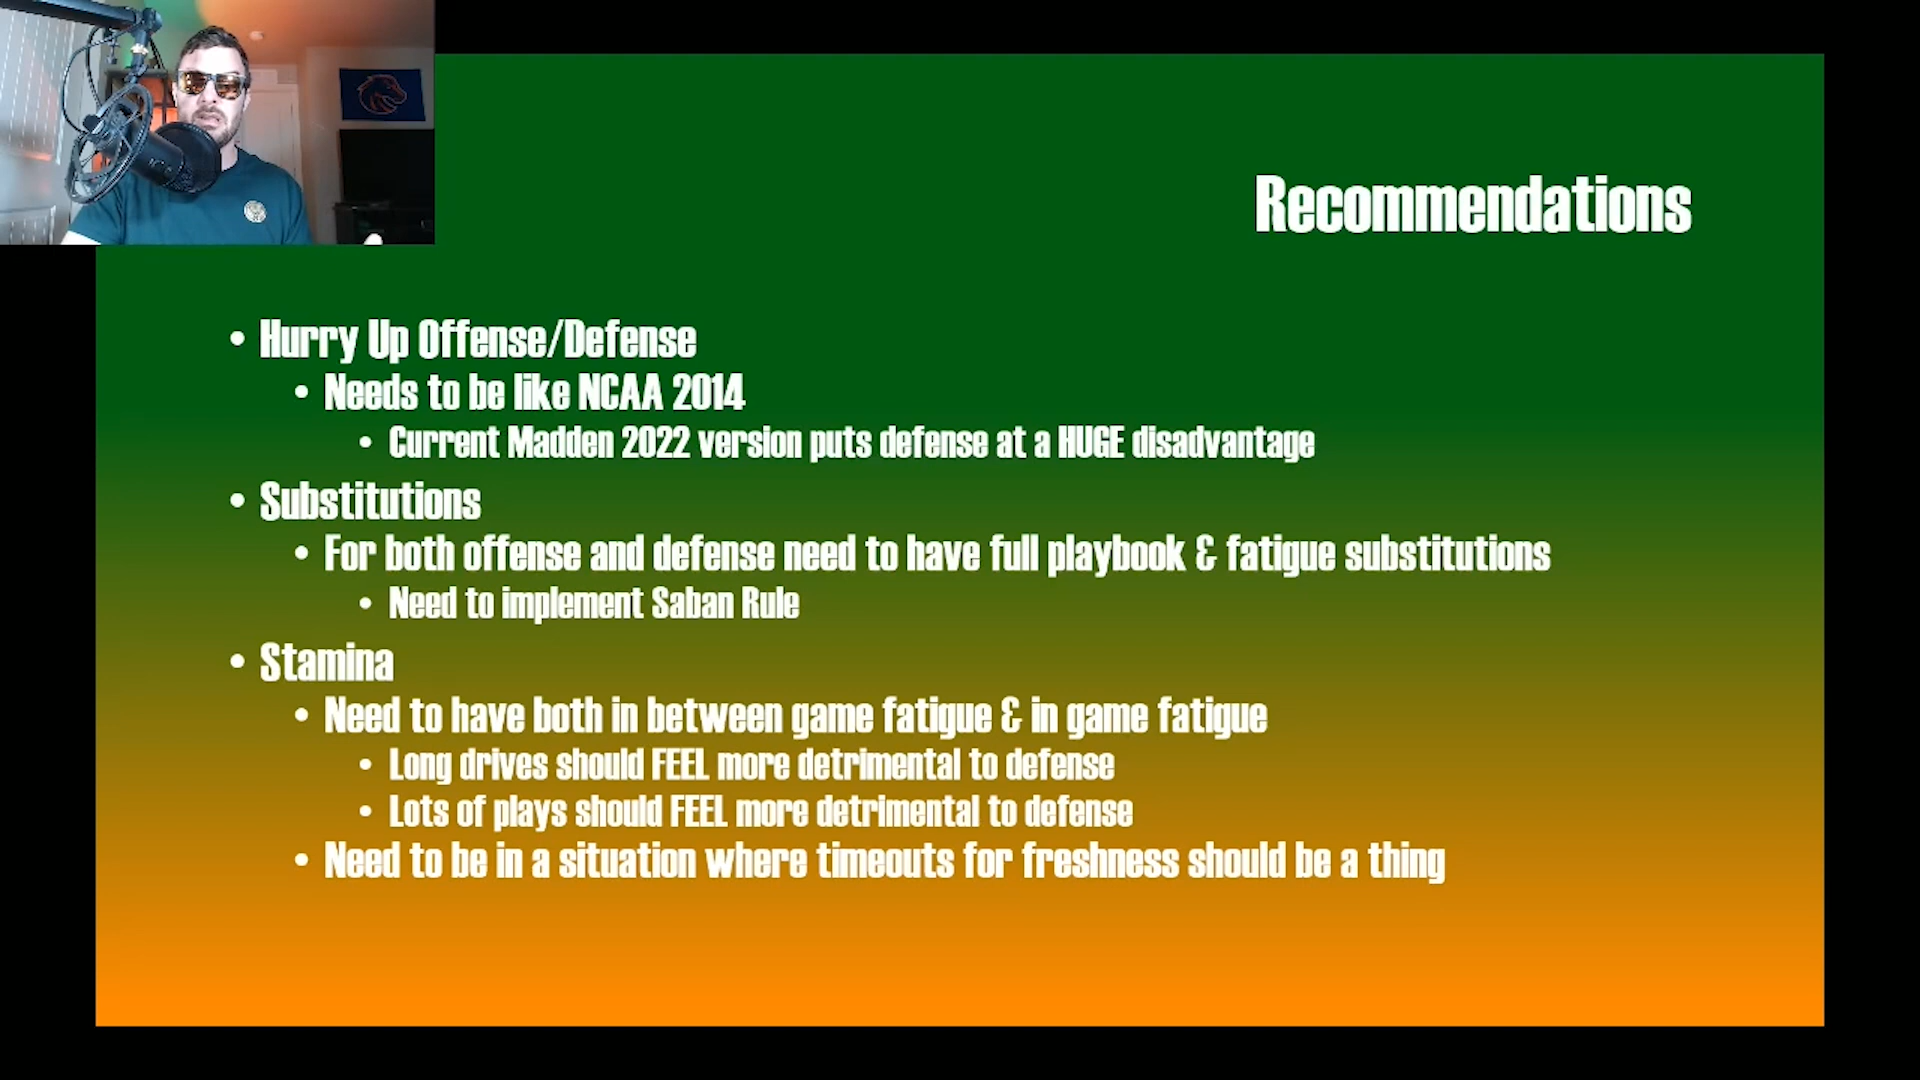 Recommendations
• Hurry Up Offense/Defense
• Needs to be like NCAA 2014
• Current Madden 2022 version puts defense at a HUGE disadvantage
• Substitutions
• For both offense and defense need to have full playbook & fatigue substitutions
• Need to implement Saban Rule
• Stamina
• Need to have both in between game fatigue & in game fatigue
• Long drives should FEEL more detrimental to defense
• Lots of plays should FEEL more detrimental to defense
• Need to be in a situation where timeouts for freshness should be a thing